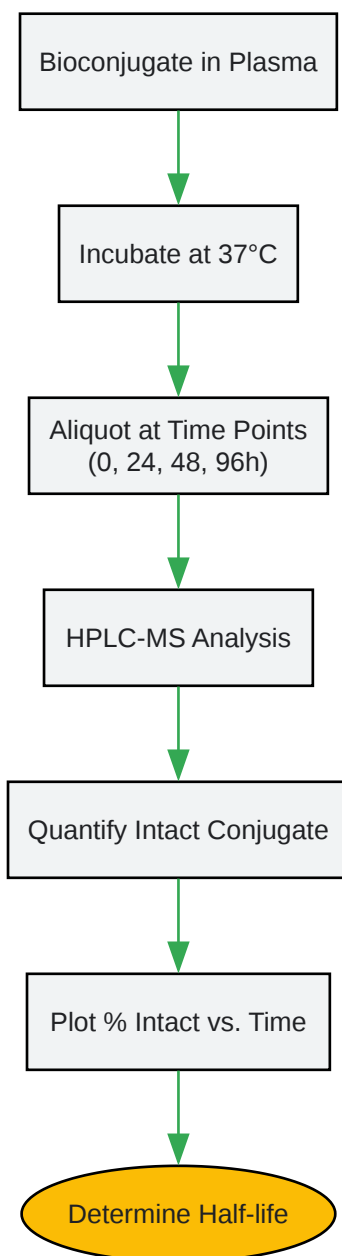 Bioconjugate in Plasma
Incubate at 37°C
Aliquot at Time Points
(0, 24, 48, 96h)
HPLC-MS Analysis
Quantify Intact Conjugate
Plot % Intact vs. Time
Determine Half-life